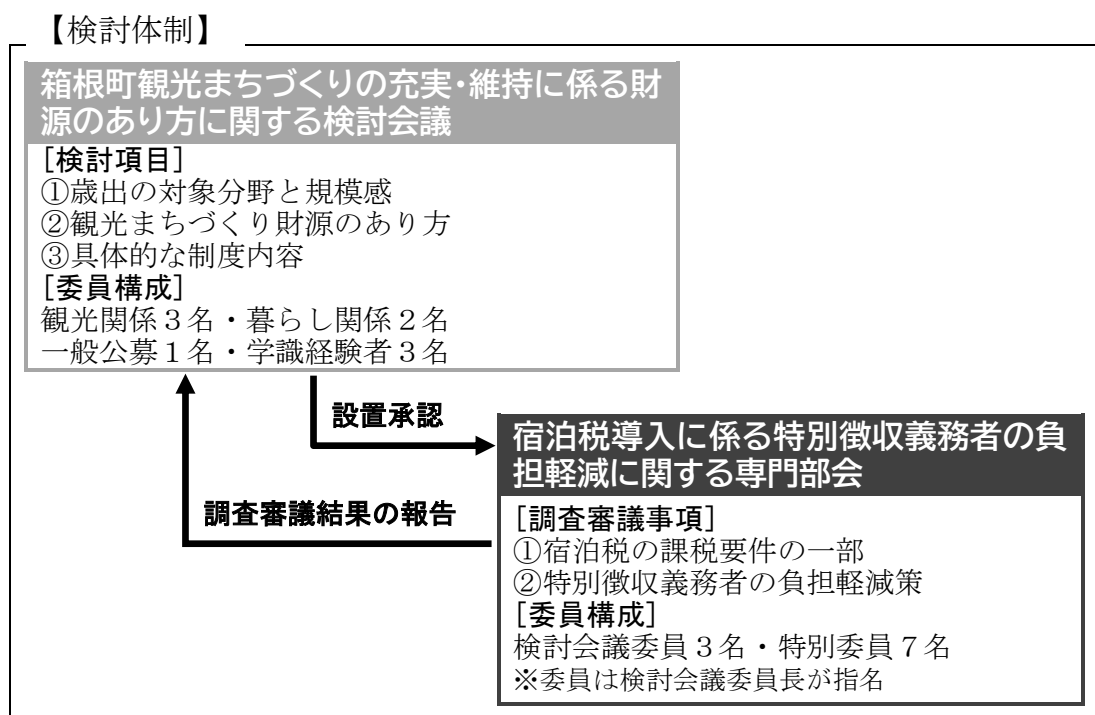 【検討体制】
箱根町観光まちづくりの充実・維持に係る財
源のあり方に関する検討会議
[検討項目]
①歳出の対象分野と規模感
②観光まちづくり財源のあり方
③具体的な制度内容
[委員構成]
観光関係３名・暮らし関係２名
一般公募１名・学識経験者３名
設置承認
調査審議結果の報告
宿泊税導入に係る特別徴収義務者の負
担軽減に関する専門部会
[調査審議事項]
①宿泊税の課税要件の一部
②特別徴収義務者の負担軽減策
[委員構成]
検討会議委員３名・特別委員７名
※委員は検討会議委員長が指名